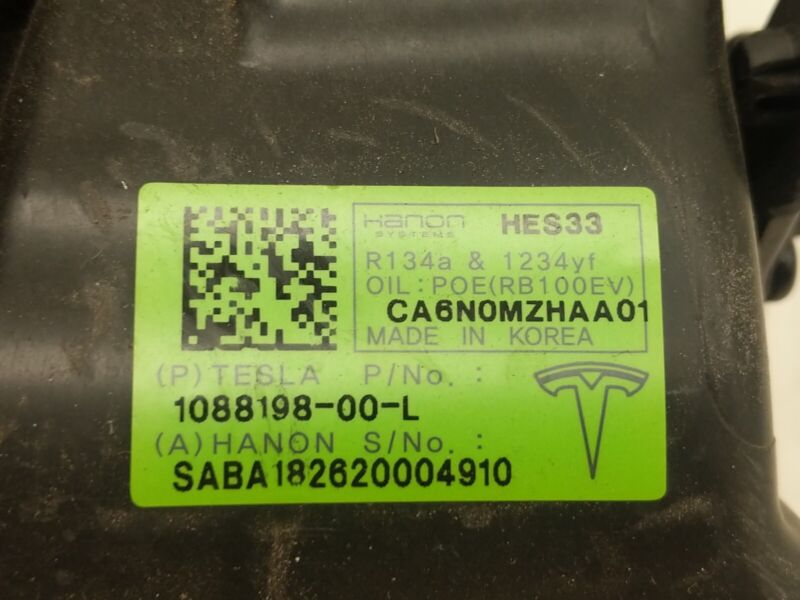 Hanon SYSTEMS HES33
R134a & 1234yf
OIL:POE(RB100EV)
CA6N0MZHAA01
MADE IN KOREA
(P)TESLA P/No. :
1088198-00-L
(A)HANON S/No. :
SABA182620004910